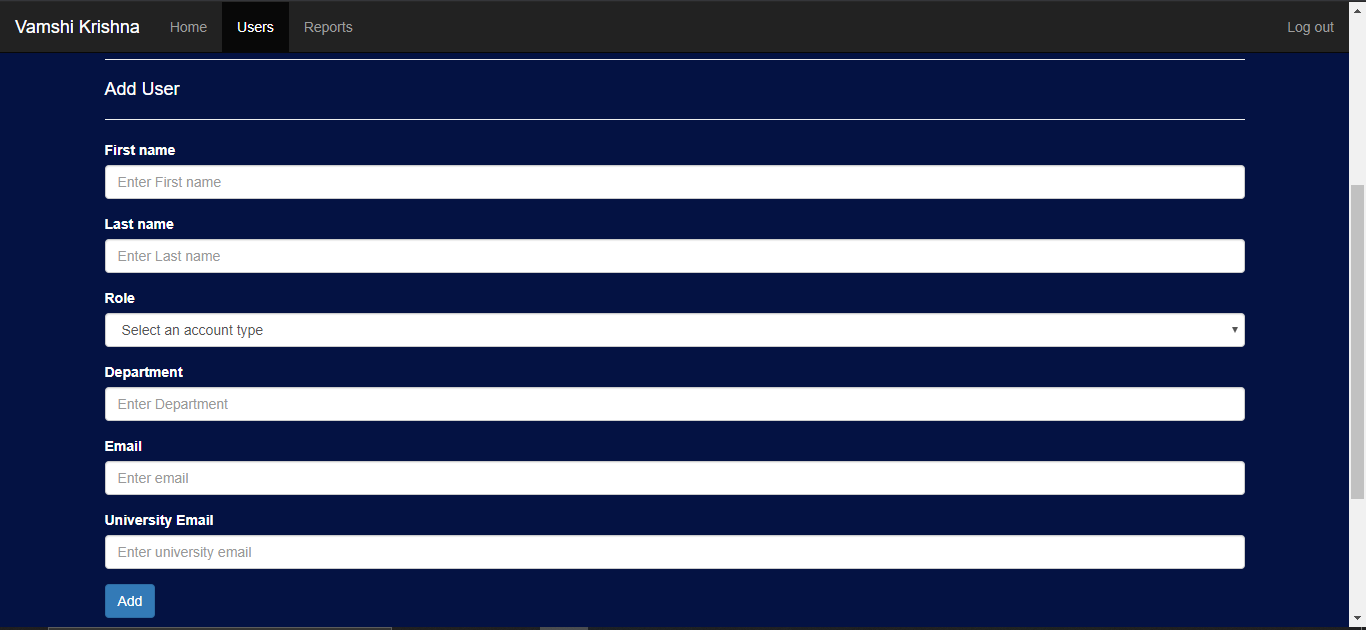 Vamshi Krishna Home Users Reports Log out
Add User
First name
Enter First name
Last name
Enter Last name
Role
Select an account type
Department
Enter Department
Email
Enter email
University Email
Enter university email
Add